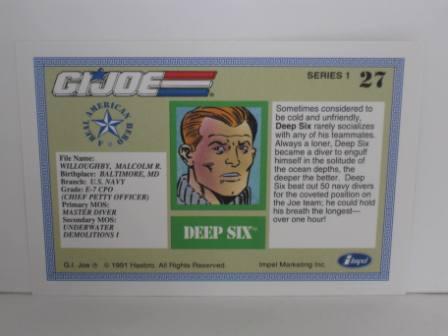 G.I. JOE
SERIES 1 27
A REAL AMERICAN HERO
File Name:
WILLOUGHBY, MALCOLM R.
Birthplace: BALTIMORE, MD
Branch: U.S. NAVY
Grade: E-7 CPO
(CHIEF PETTY OFFICER)
Primary MOS:
MASTER DIVER
Secondary MOS:
UNDERWATER
DEMOLITIONS I
DEEP SIX™
Sometimes considered to
be cold and unfriendly,
Deep Six rarely socializes
with any of his teammates.
Always a loner, Deep Six
became a diver to engulf
himself in the solitude of
the ocean depths, the
deeper the better. Deep
Six beat out 50 navy divers
for the coveted position on
the Joe team; he could hold
his breath the longest—
over one hour!
G.I. Joe ® © 1991 Hasbro. All Rights Reserved.
Impel Marketing Inc.
impel